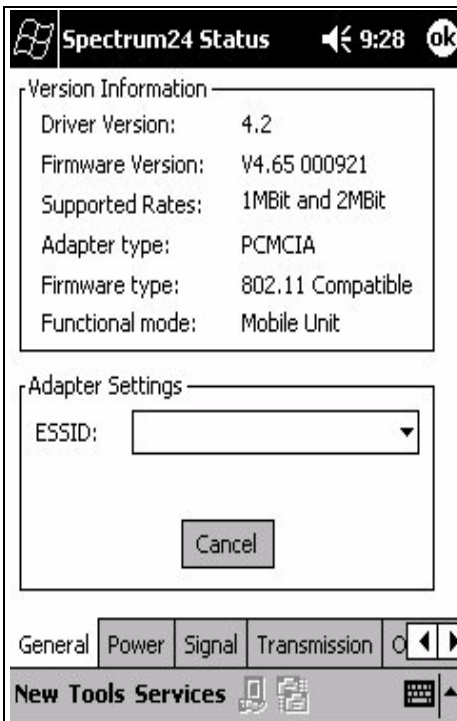 Spectrum24 Status 9:28 ok
Version Information
Driver Version: 4.2
Firmware Version: V4.65 000921
Supported Rates: 1MBit and 2MBit
Adapter type: PCMCIA
Firmware type: 802.11 Compatible
Functional mode: Mobile Unit
Adapter Settings
ESSID:
Cancel
General Power Signal Transmission
New Tools Services